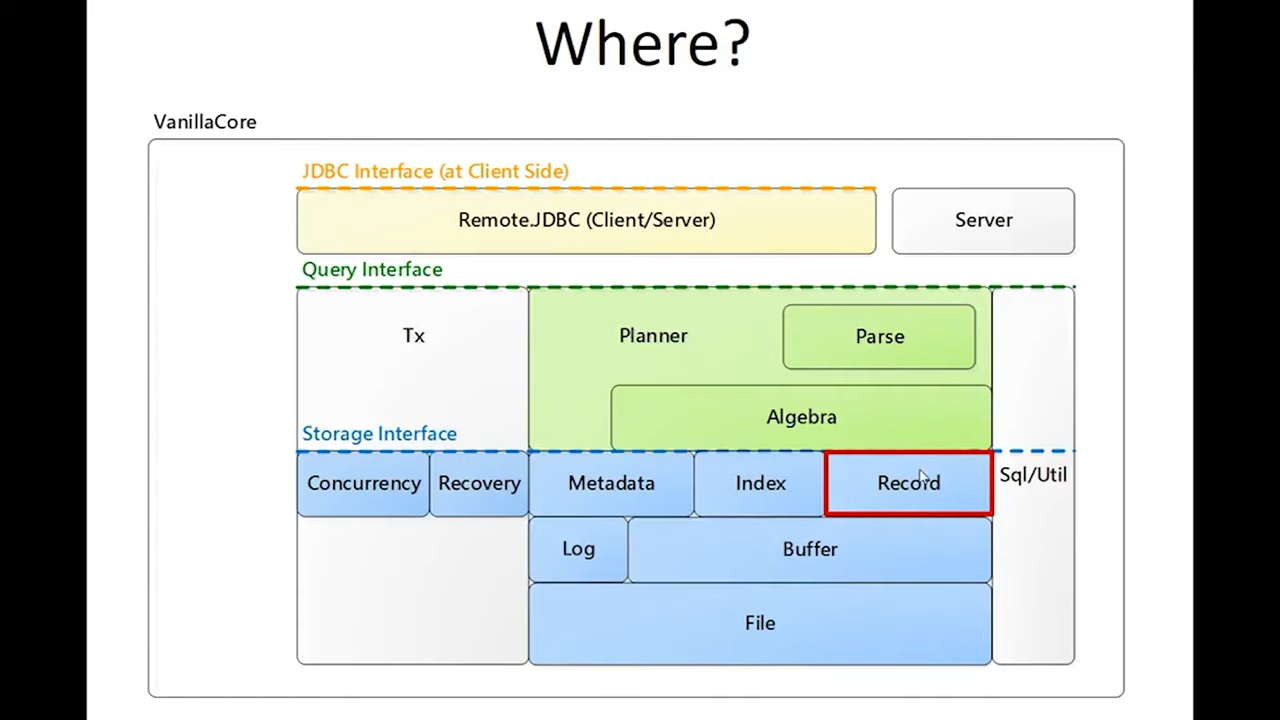 Where?
VanillaCore
JDBC Interface (at Client Side)
Remote.JDBC (Client/Server)
Server
Query Interface
Tx
Planner
Parse
Algebra
Storage Interface
Concurrency
Recovery
Metadata
Index
Record
Sql/Util
Log
Buffer
File